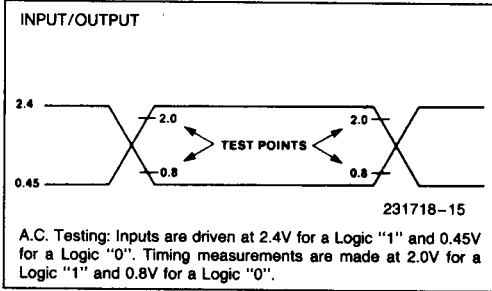 INPUT/OUTPUT
2.4
2.0
2.0
TEST POINTS
0.8
0.8
0.45
231718–15
A.C. Testing: Inputs are driven at 2.4V for a Logic "1" and 0.45V
for a Logic "0". Timing measurements are made at 2.0V for a
Logic "1" and 0.8V for a Logic "0".